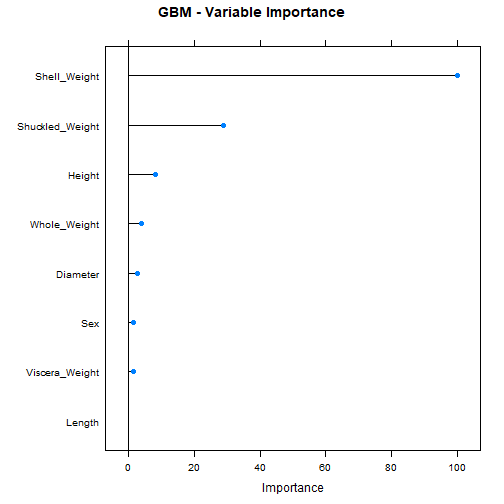 GBM - Variable Importance
Shell_Weight
Shuckled_Weight
Height
Whole_Weight
Diameter
Sex
Viscera_Weight
Length
0 20 40 60 80 100
Importance